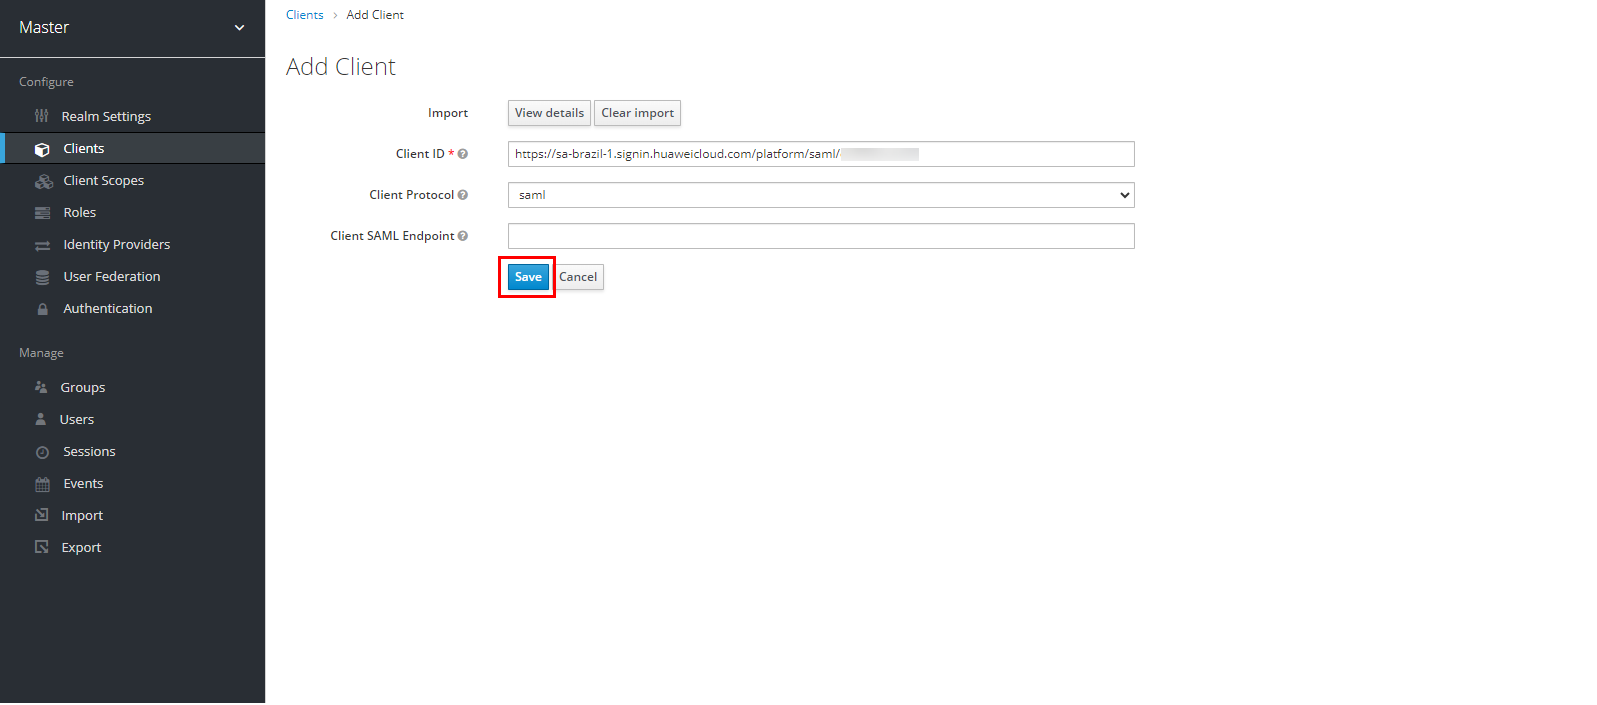 Master
Configure
Realm Settings
Clients
Client Scopes
Roles
Identity Providers
User Federation
Authentication
Manage
Groups
Users
Sessions
Events
Import
Export
Clients > Add Client
Add Client
Import View details Clear import
Client ID * https://sa-brazil-1.signin.huaweicloud.com/platform/saml/
Client Protocol saml
Client SAML Endpoint
Save Cancel